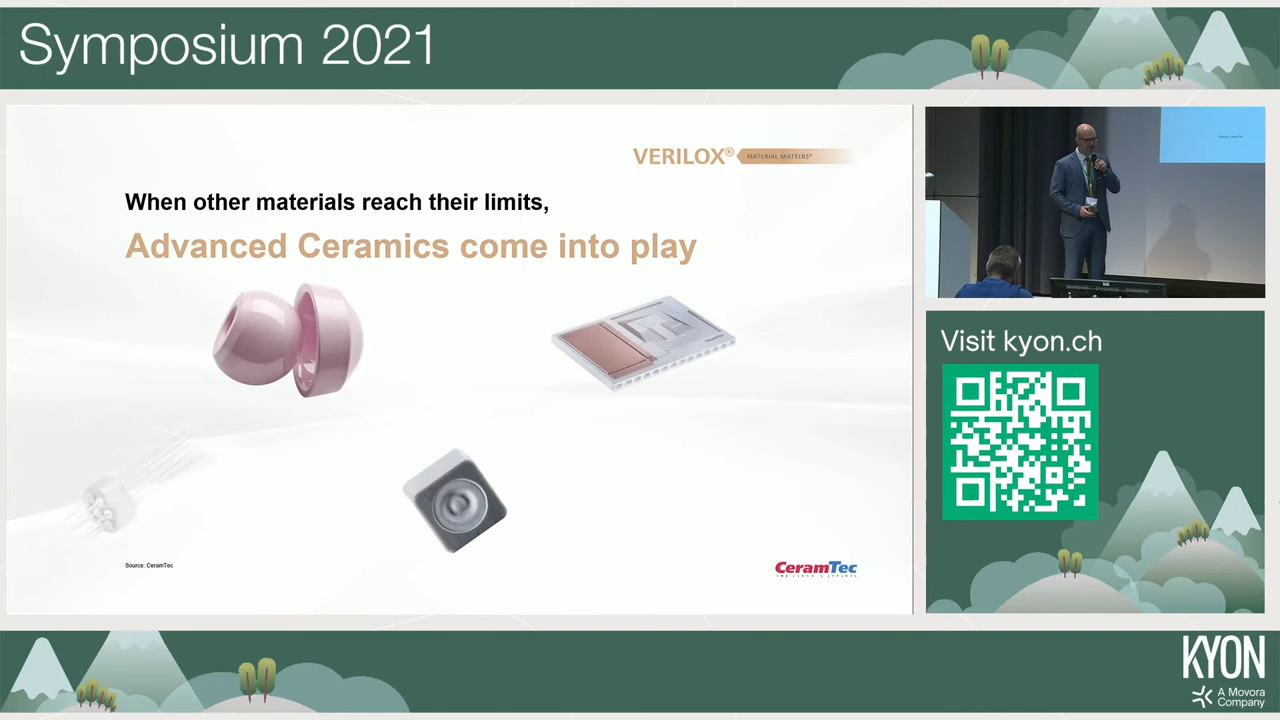 Symposium 2021
VERILOX® MATERIAL MATTERS®
When other materials reach their limits,
Advanced Ceramics come into play
Source: CeramTec
CeramTec
Visit kyon.ch
KYON
A Movora
Company